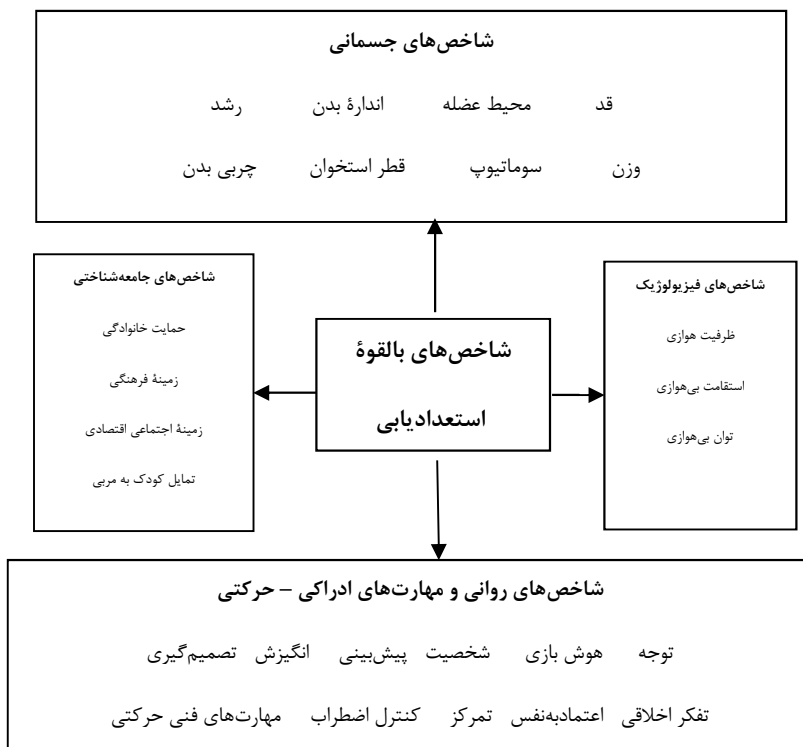 شاخص‌های جسمانی
قد محیط عضله اندارهٔ بدن رشد
وزن سوماتیوپ قطر استخوان چربی بدن
شاخص‌های فیزیولوژیک
ظرفیت هوازی
استقامت بی‌هوازی
توان بی‌هوازی
شاخص‌های بالقوهٔ
استعدادیابی
شاخص‌های جامعه‌شناختی
حمایت خانوادگی
زمینهٔ فرهنگی
زمینهٔ اجتماعی اقتصادی
تمایل کودک به مربی
شاخص‌های روانی و مهارت‌های ادراکی – حرکتی
توجه هوش بازی شخصیت پیش‌بینی انگیزش تصمیم‌گیری
تفکر اخلاقی اعتمادبه‌نفس تمرکز کنترل اضطراب مهارت‌های فنی حرکتی